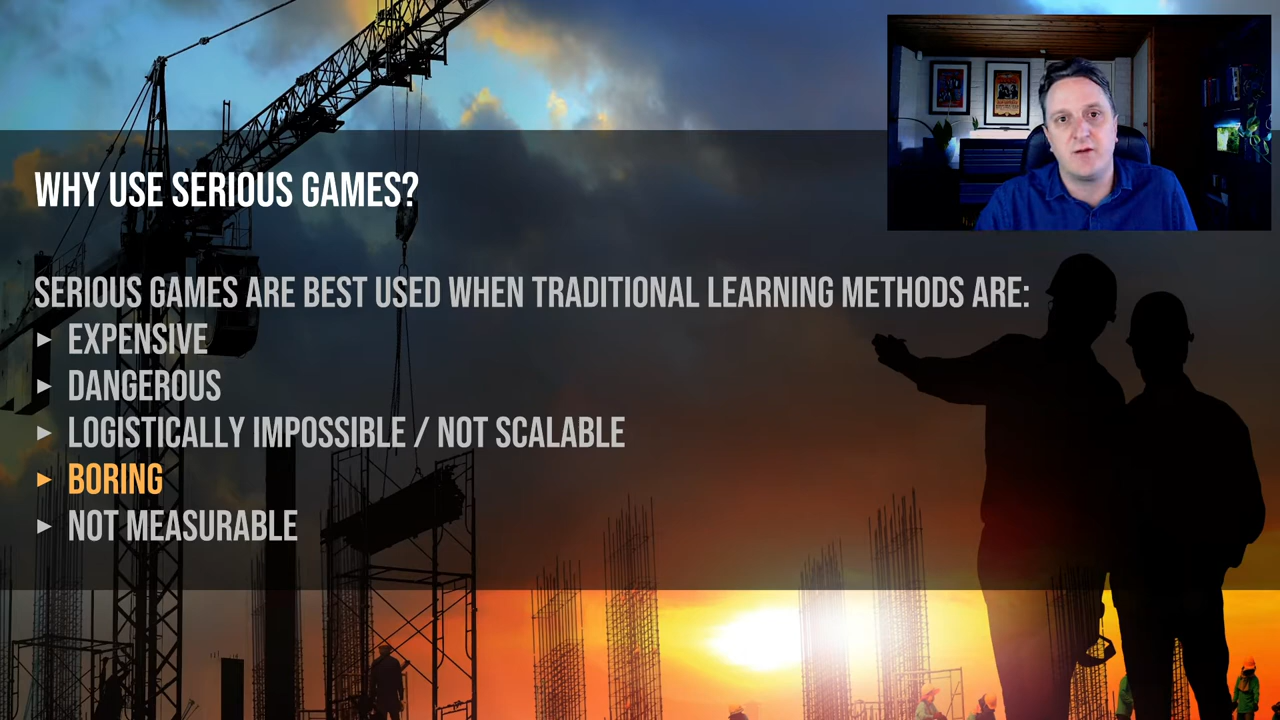 WHY USE SERIOUS GAMES?
SERIOUS GAMES ARE BEST USED WHEN TRADITIONAL LEARNING METHODS ARE:
► EXPENSIVE
► DANGEROUS
► LOGISTICALLY IMPOSSIBLE / NOT SCALABLE
► BORING
► NOT MEASURABLE